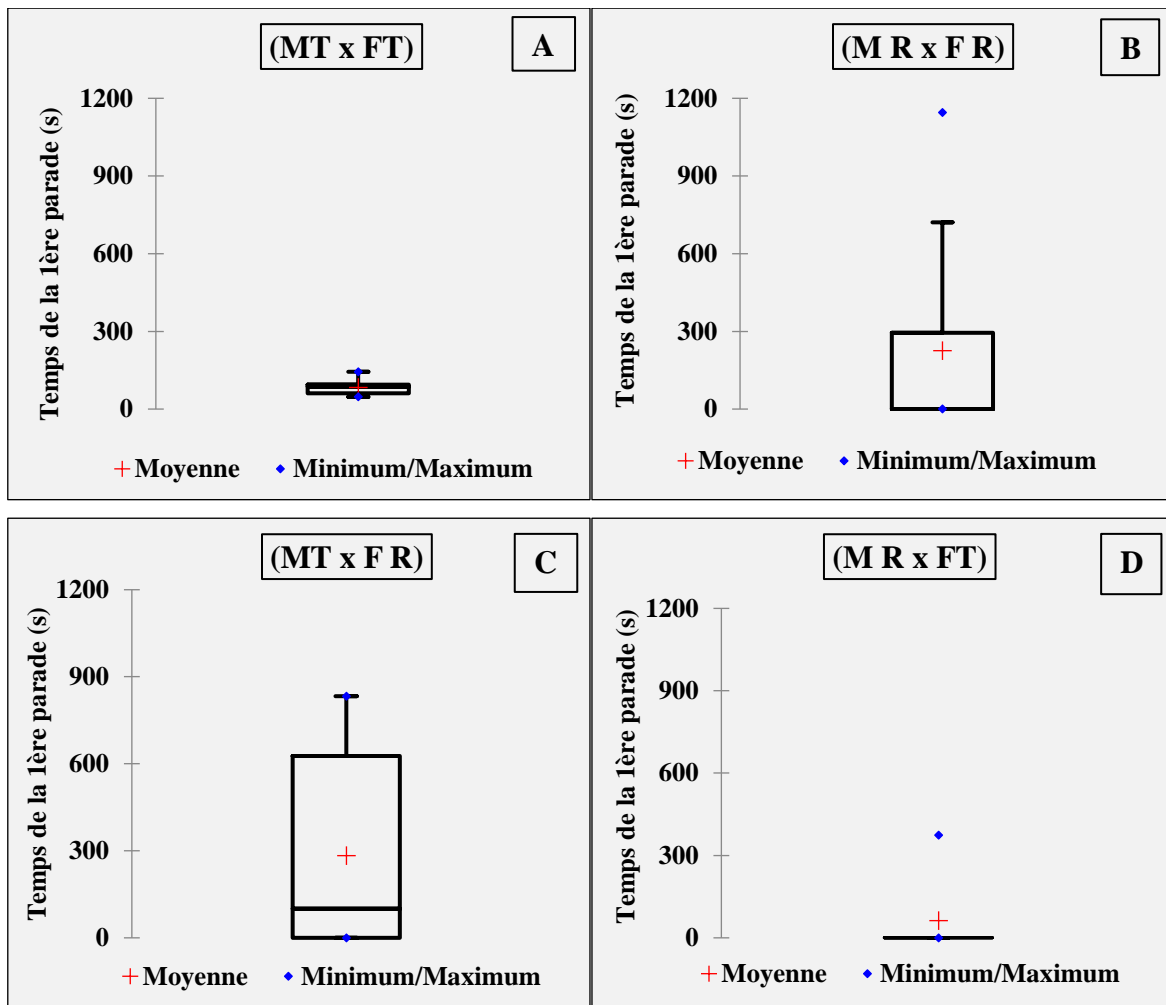 (MT x FT)
A
Temps de la 1ère parade (s)
1200
900
600
300
0
Moyenne
Minimum/Maximum
(M R x F R)
B
Temps de la 1ère parade (s)
1200
900
600
300
0
Moyenne
Minimum/Maximum
(MT x F R)
C
Temps de la 1ère parade (s)
1200
900
600
300
0
Moyenne
Minimum/Maximum
(M R x FT)
D
Temps de la 1ère parade (s)
1200
900
600
300
0
Moyenne
Minimum/Maximum